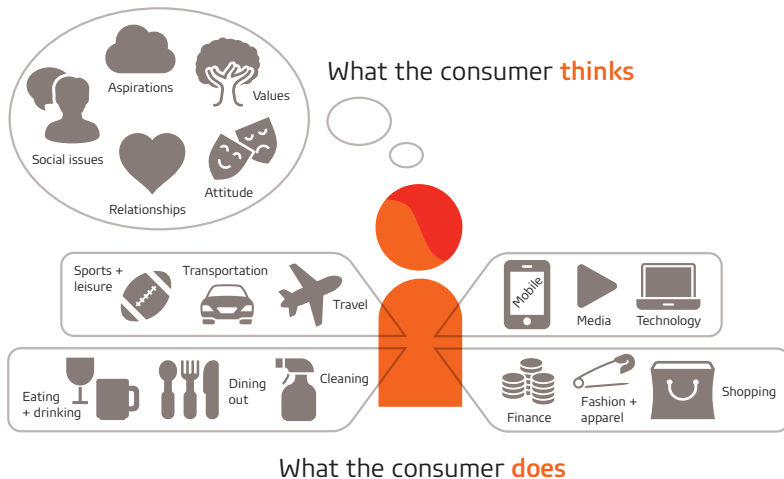 What the consumer thinks
Aspirations
Values
Social issues
Attitude
Relationships
Sports +
leisure
Transportation
Travel
Mobile
Media
Technology
Eating
+ drinking
Dining
out
Cleaning
Finance
Fashion +
apparel
Shopping
What the consumer does